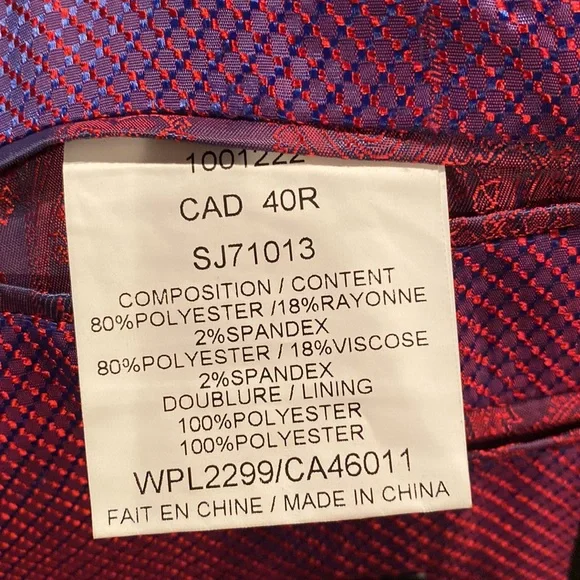 1001222
CAD 40R
SJ71013
COMPOSITION / CONTENT
80%POLYESTER /18%RAYONNE
2%SPANDEX
80%POLYESTER / 18%VISCOSE
2%SPANDEX
DOUBLURE / LINING
100%POLYESTER
100%POLYESTER
WPL2299/CA46011
FAIT EN CHINE / MADE IN CHINA